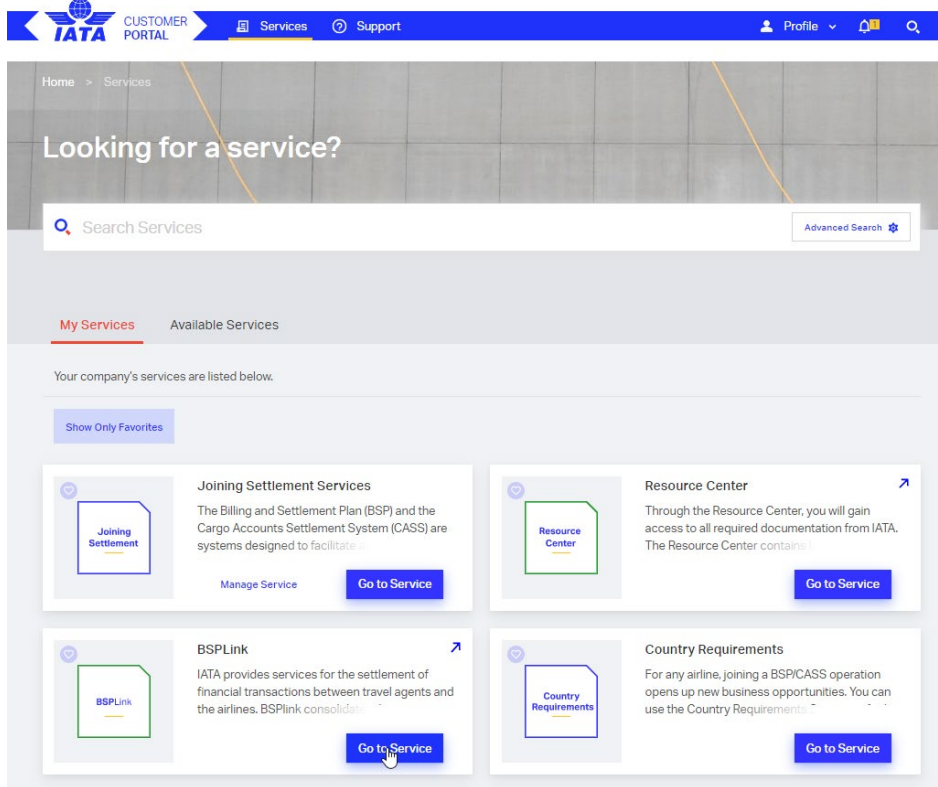 IATA
CUSTOMER
PORTAL
Services
Support
Profile
1
Home > Services
Looking for a service?
Search Services
Advanced Search
My Services
Available Services
Your company's services are listed below.
Show Only Favorites
Joining
Settlement
Joining Settlement Services
The Billing and Settlement Plan (BSP) and the
Cargo Accounts Settlement System (CASS) are
systems designed to facilitate
Manage Service
Go to Service
Resource
Center
Resource Center
Through the Resource Center, you will gain
access to all required documentation from IATA.
The Resource Center contains
Go to Service
BSPLink
BSPLink
IATA provides services for the settlement of
financial transactions between travel agents and
the airlines. BSPlink consolidate
Go to Service
Country
Requirements
Country Requirements
For any airline, joining a BSP/CASS operation
opens up new business opportunities. You can
use the Country Requirements
Go to Service